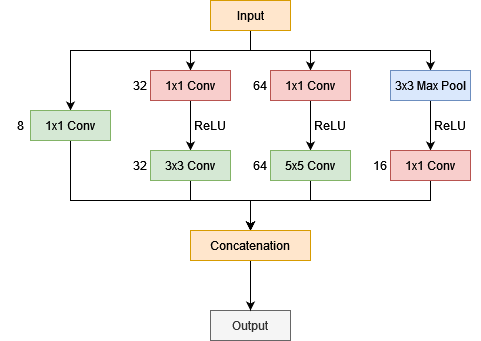 Input
32 1x1 Conv
64 1x1 Conv
3x3 Max Pool
8 1x1 Conv
ReLU
ReLU
ReLU
32 3x3 Conv
64 5x5 Conv
16 1x1 Conv
Concatenation
Output